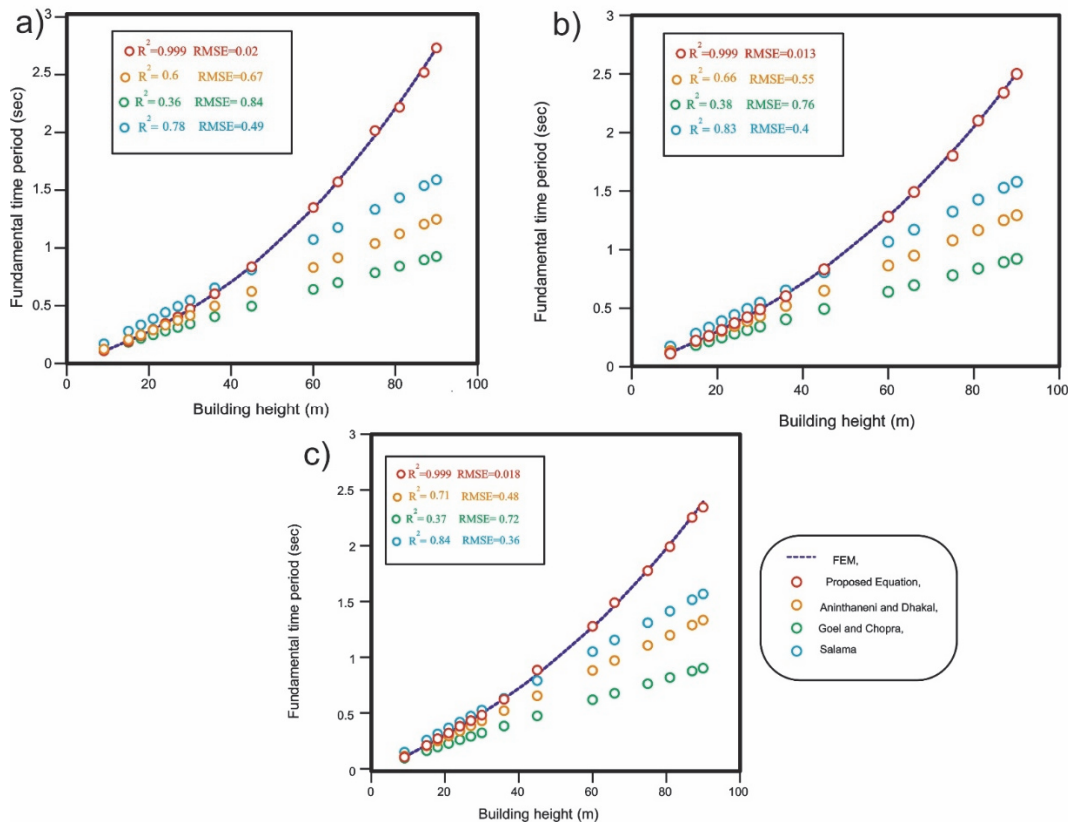 a)
R²=0.999 RMSE=0.02
R²= 0.6 RMSE=0.67
R²= 0.36 RMSE= 0.84
R²= 0.78 RMSE=0.49
Fundamental time period (sec)
3
2.5
2
1.5
1
0.5
0
0 20 40 60 80 100
Building height (m)
b)
R²=0.999 RMSE=0.013
R²= 0.66 RMSE=0.55
R²= 0.38 RMSE=0.76
R²= 0.83 RMSE=0.4
Fundamental time period (sec)
3
2.5
2
1.5
1
0.5
0
0 20 40 60 80 100
Building height (m)
c)
R²=0.999 RMSE=0.018
R²= 0.71 RMSE=0.48
R²= 0.37 RMSE= 0.72
R²= 0.84 RMSE=0.36
Fundamental time period (sec)
3
2.5
2
1.5
1
0.5
0
0 20 40 60 80 100
Building height (m)
FEM,
Proposed Equation,
Aninthaneni and Dhakal,
Goel and Chopra,
Salama